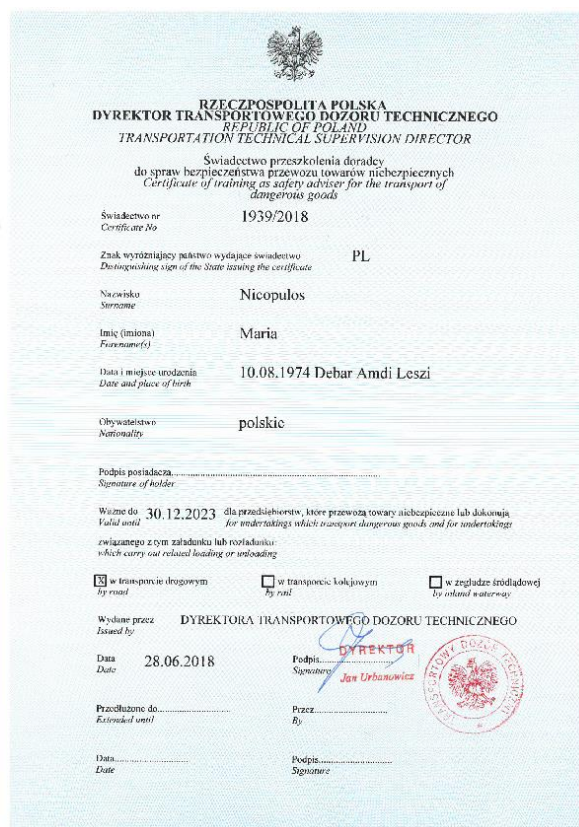 RZECZPOSPOLITA POLSKA
DYREKTOR TRANSPORTOWEGO DOZORU TECHNICZNEGO
REPUBLIC OF POLAND
TRANSPORTATION TECHNICAL SUPERVISION DIRECTOR
Świadectwo przeszkolenia doradcy
do spraw bezpieczeństwa przewozu towarów niebezpiecznych
Certificate of training as safety adviser for the transport of
dangerous goods
Świadectwo nr 1939/2018
Certificate No
Znak wyróżniający państwo wydające świadectwo PL
Distinguishing sign of the State issuing the certificate
Nazwisko Nicopulos
Surname
Imię (imiona) Maria
Forename(s)
Data i miejsce urodzenia 10.08.1974 Debar Amdi Leszi
Date and place of birth
Obywatelstwo polskie
Nationality
Podpis posiadacza
Signature of holder
Ważne do 30.12.2023 dla przedsiębiorstw, które przewożą towary niebezpieczne lub dokonują
Valid until for undertakings which transport dangerous goods and for undertakings
związanego z tym załadunku lub rozładunku:
which carry out related loading or unloading
X w transporcie drogowym w transporcie kolejowym w żegludze śródlądowej
by road by rail by inland waterway
Wydane przez DYREKTORA TRANSPORTOWEGO DOZORU TECHNICZNEGO
Issued by
DYREKTOR
Data 28.06.2018 Podpis
Date Signature
Jan Urbanowicz
TRANSPORTOWY DOZÓR TECHNICZNY
Przedłużone do Przez
Extended until By
Data Podpis
Date Signature